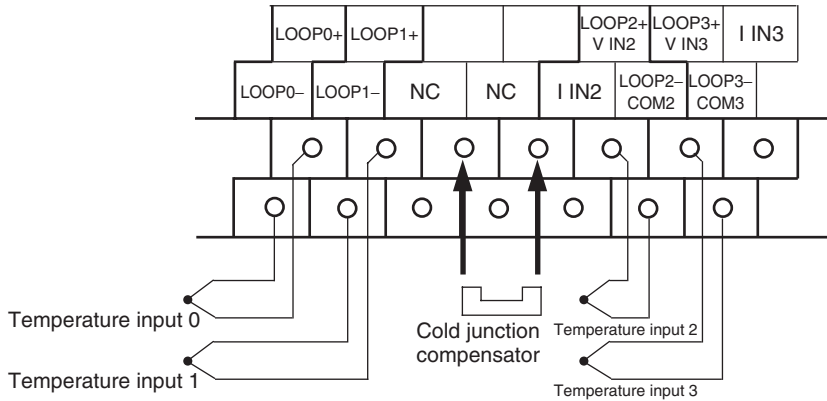 LOOP0+ LOOP1+ LOOP2+ LOOP3+ I IN3
V IN2 V IN3
LOOP0− LOOP1− NC NC I IN2 LOOP2− LOOP3−
COM2 COM3
Temperature input 0
Temperature input 1
Cold junction
compensator
Temperature input 2
Temperature input 3